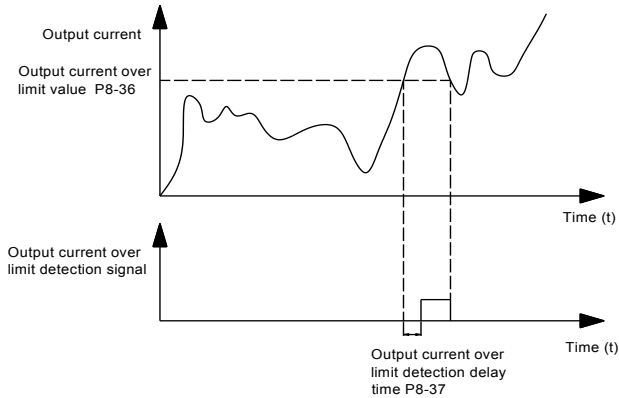 Output current
Output current over
limit value P8-36
Time (t)
Output current over
limit detection signal
Time (t)
Output current over
limit detection delay
time P8-37